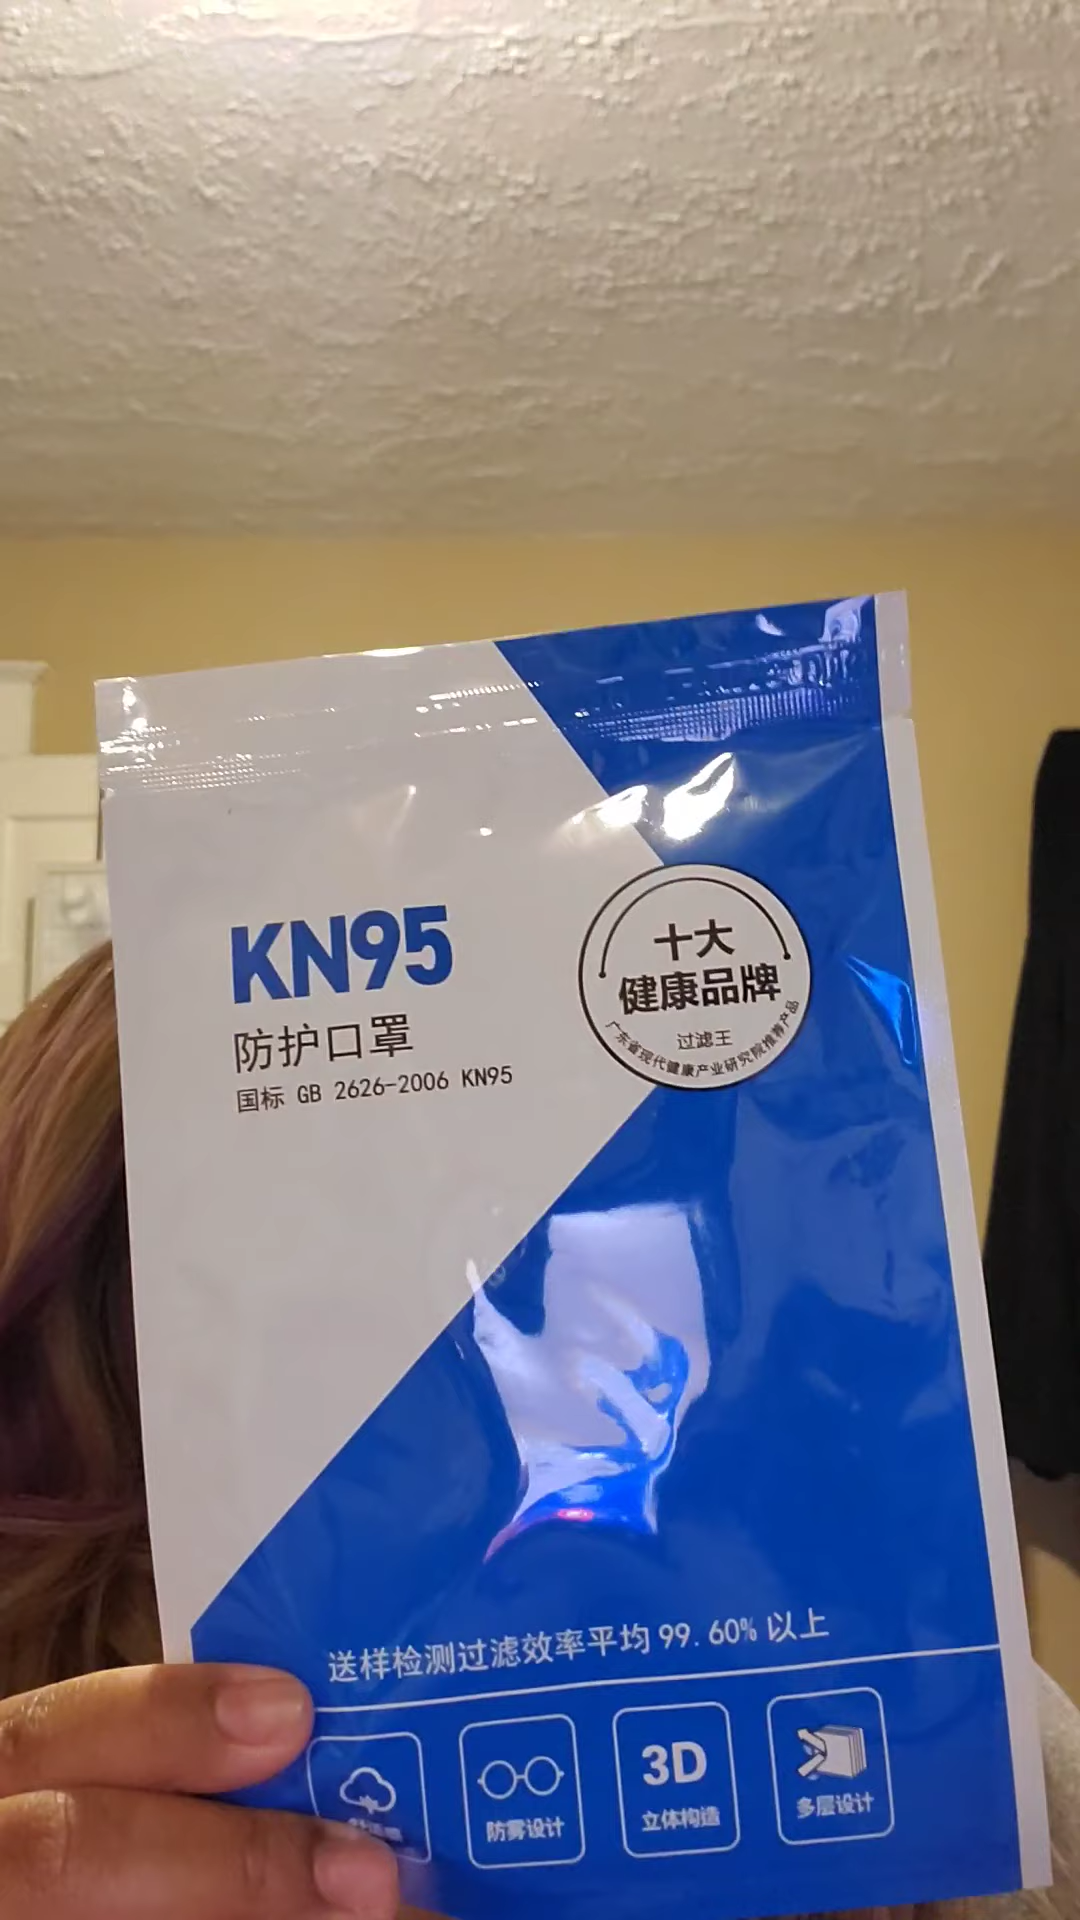 KN95
防护口罩
国标 GB 2626-2006 KN95
十大
健康品牌
过滤王
广东省现代健康产业研究院推荐产品
送样检测过滤效率平均 99.60% 以上
防雾设计
3D
立体构造
多层设计